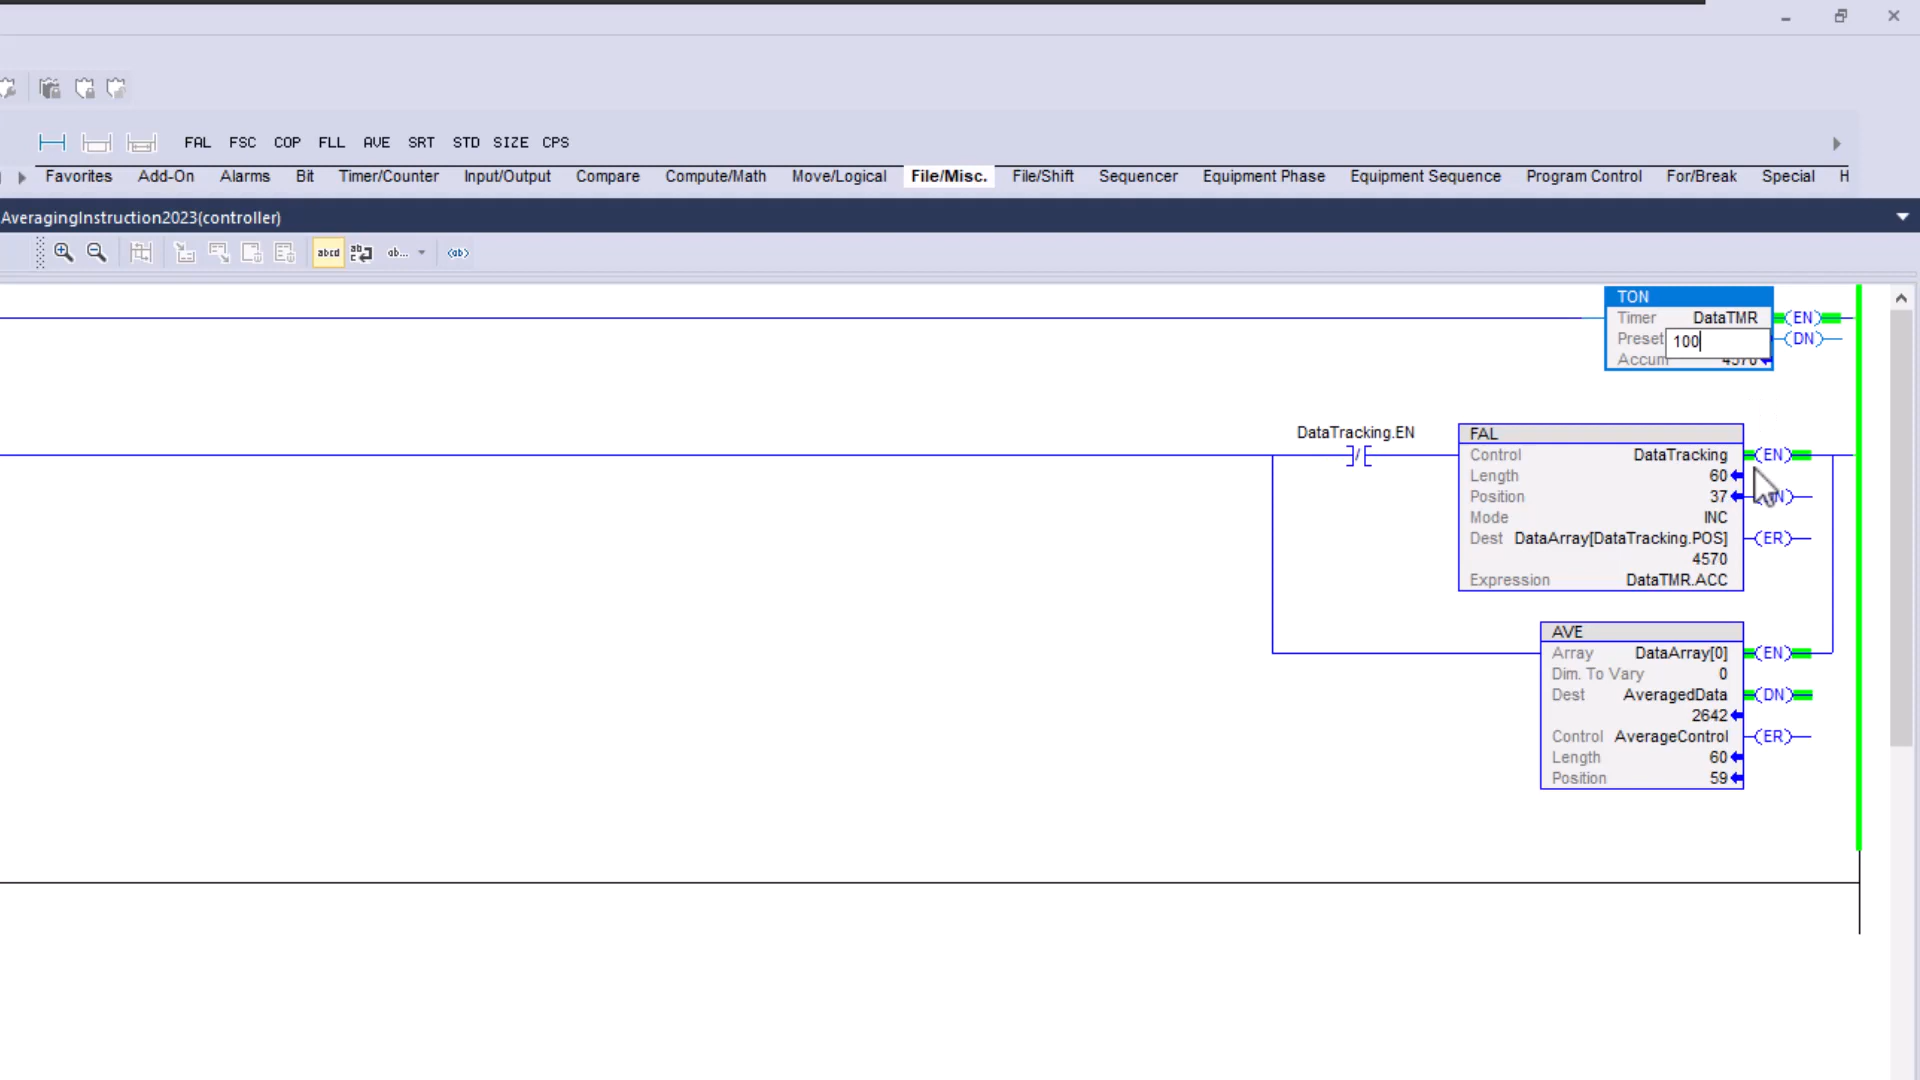 FAL FSC COP FLL AVE SRT STD SIZE CPS
Favorites Add-On Alarms Bit Timer/Counter Input/Output Compare Compute/Math Move/Logical File/Misc. File/Shift Sequencer Equipment Phase Equipment Sequence Program Control For/Break Special H
AveragingInstruction2023(controller)
abcd ab c ab... <ab>
TON
Timer DataTMR (EN)
Preset 100 (DN)
Accum 4570
DataTracking.EN
FAL
Control DataTracking (EN)
Length 60
Position 37
Mode INC
Dest DataArray[DataTracking.POS] (ER)
4570
Expression DataTMR.ACC
AVE
Array DataArray[0] (EN)
Dim. To Vary 0
Dest AveragedData (DN)
2642
Control AverageControl (ER)
Length 60
Position 59